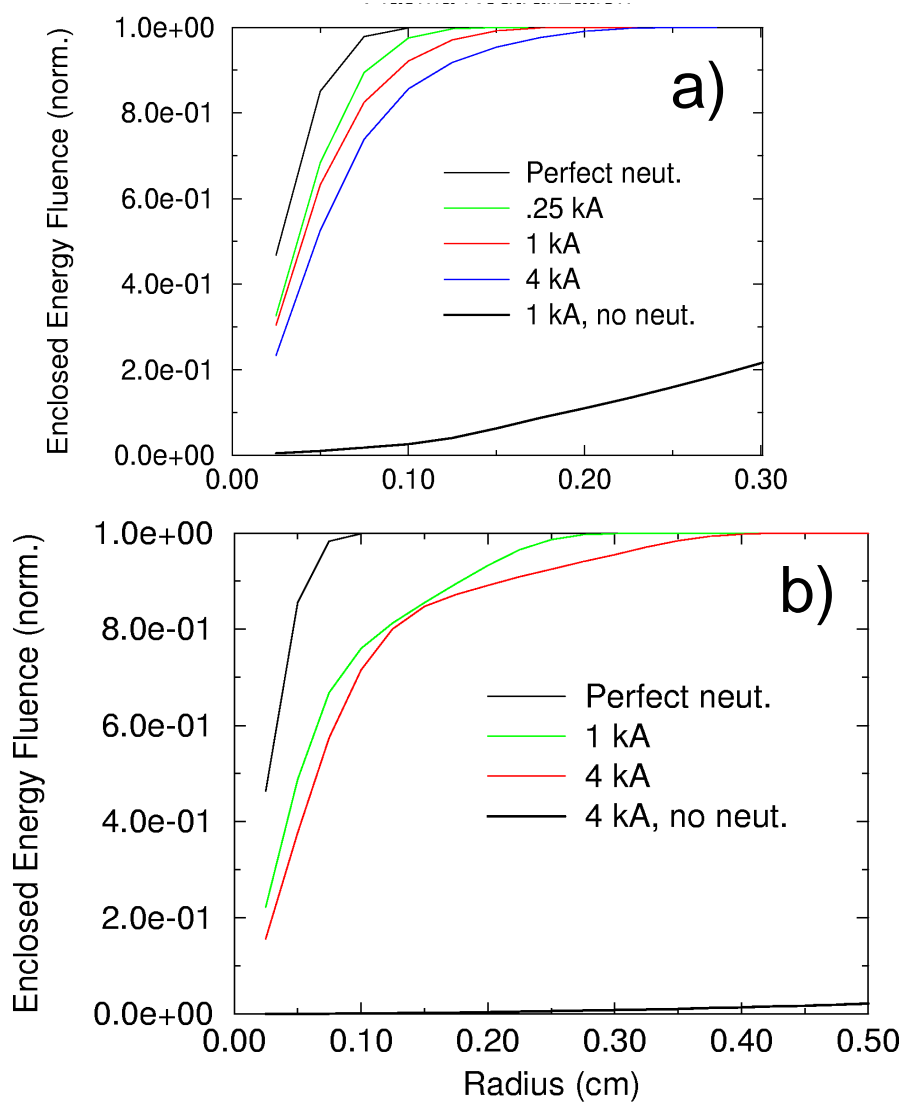 Enclosed Energy Fluence (norm.)
1.0e+00
8.0e-01
6.0e-01
4.0e-01
2.0e-01
0.0e+00
a)
Perfect neut.
.25 kA
1 kA
4 kA
1 kA, no neut.
0.00
0.10
0.20
0.30
Enclosed Energy Fluence (norm.)
1.0e+00
8.0e-01
6.0e-01
4.0e-01
2.0e-01
0.0e+00
b)
Perfect neut.
1 kA
4 kA
4 kA, no neut.
0.00
0.10
0.20
0.30
0.40
0.50
Radius (cm)